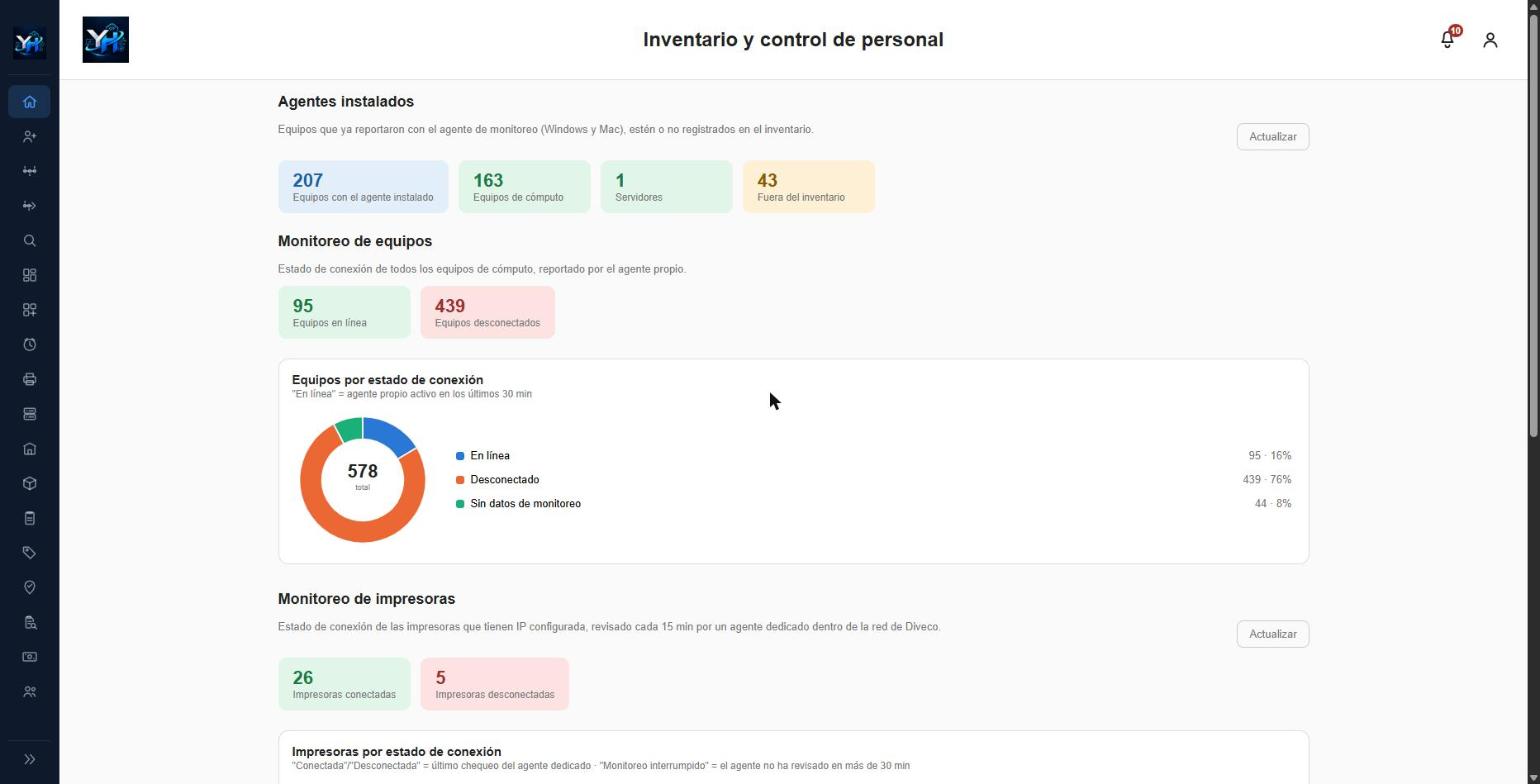 YH
YH
Inventario y control de personal
10
Agentes instalados
Equipos que ya reportaron con el agente de monitoreo (Windows y Mac), estén o no registrados en el inventario.
Actualizar
207
Equipos con el agente instalado
163
Equipos de cómputo
1
Servidores
43
Fuera del inventario
Monitoreo de equipos
Estado de conexión de todos los equipos de cómputo, reportado por el agente propio.
95
Equipos en línea
439
Equipos desconectados
Equipos por estado de conexión
"En línea" = agente propio activo en los últimos 30 min
578
total
En línea 95 · 16%
Desconectado 439 · 76%
Sin datos de monitoreo 44 · 8%
Monitoreo de impresoras
Estado de conexión de las impresoras que tienen IP configurada, revisado cada 15 min por un agente dedicado dentro de la red de Diveco.
Actualizar
26
Impresoras conectadas
5
Impresoras desconectadas
Impresoras por estado de conexión
"Conectada"/"Desconectada" = último chequeo del agente dedicado · "Monitoreo interrumpido" = el agente no ha revisado en más de 30 min